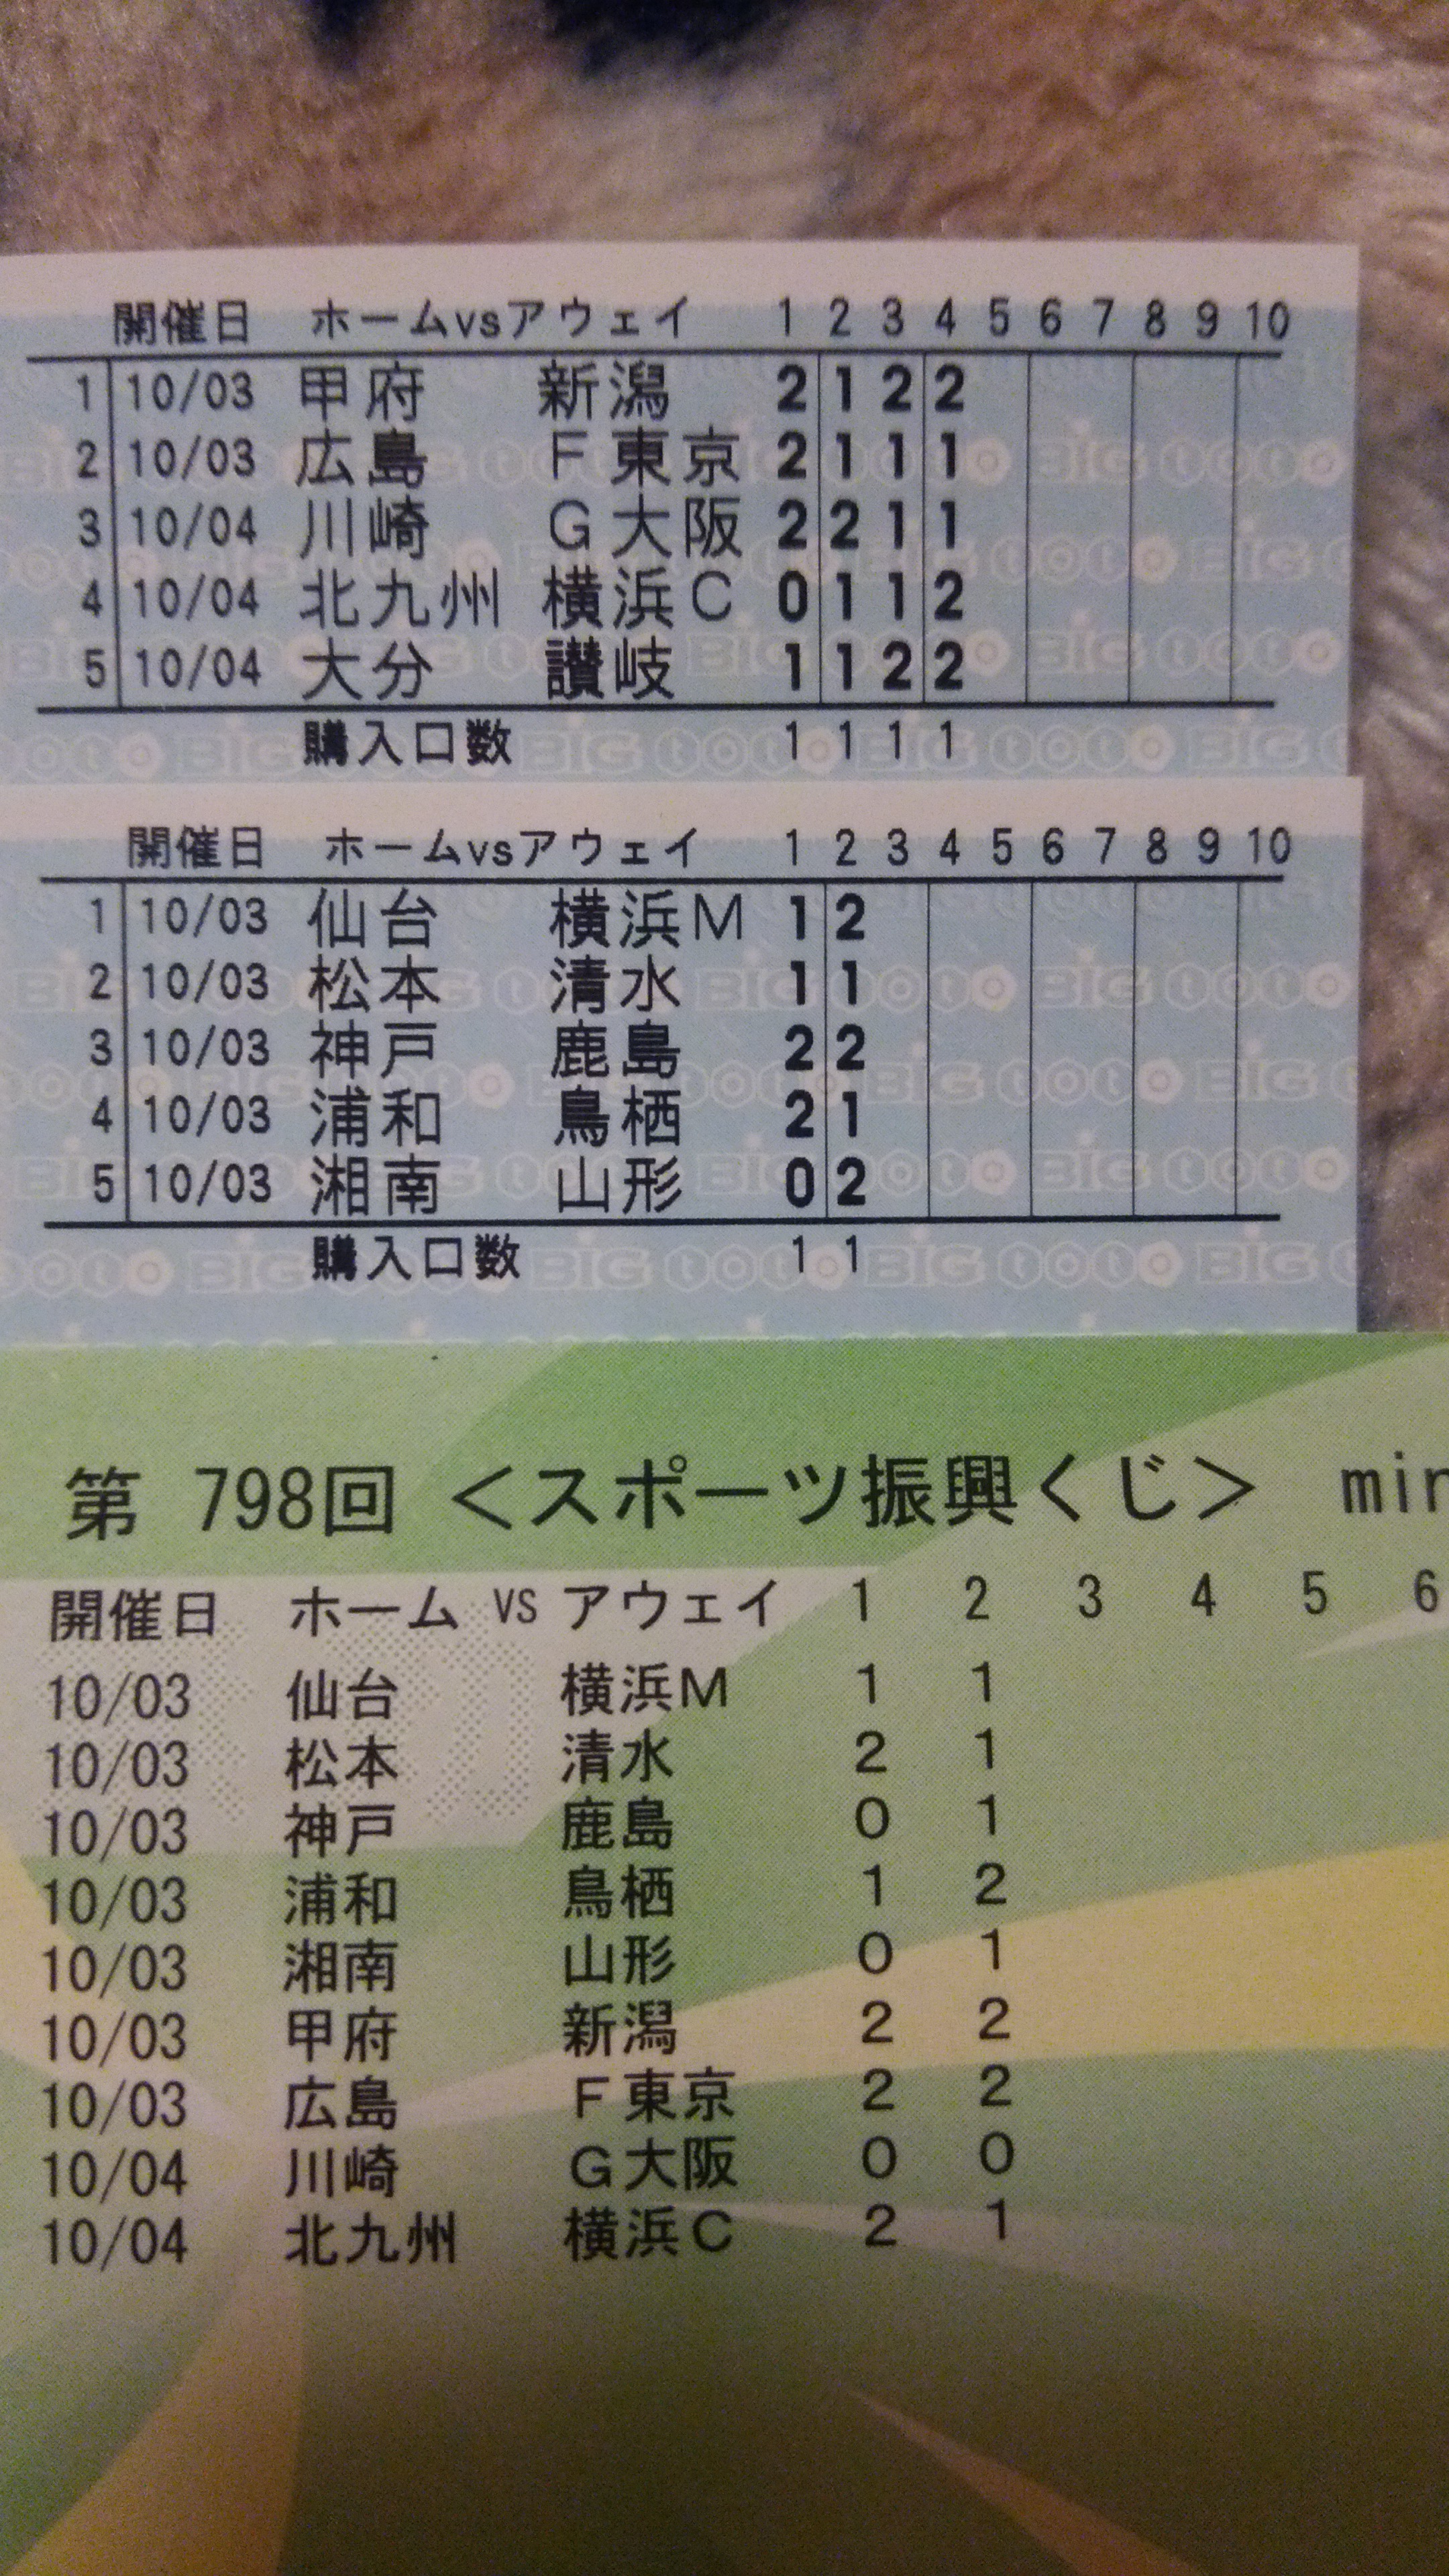 開催日 ホームvsアウェイ 1 2 3 4 5 6 7 8 9 10
1 10/03 甲府 新潟 2 1 2 2
2 10/03 広島 F東京 2 1 1 1
3 10/04 川崎 G大阪 2 2 1 1
4 10/04 北九州 横浜C 0 1 1 2
5 10/04 大分 讃岐 1 1 2 2
購入口数 1 1 1 1
開催日 ホームvsアウェイ 1 2 3 4 5 6 7 8 9 10
1 10/03 仙台 横浜M 1 2
2 10/03 松本 清水 1 1
3 10/03 神戸 鹿島 2 2
4 10/03 浦和 鳥栖 2 1
5 10/03 湘南 山形 0 2
購入口数 1 1
第 798回 <スポーツ振興くじ> min
開催日 ホーム VS アウェイ 1 2 3 4 5 6
10/03 仙台 横浜M 1 1
10/03 松本 清水 2 1
10/03 神戸 鹿島 0 1
10/03 浦和 鳥栖 1 2
10/03 湘南 山形 0 1
10/03 甲府 新潟 2 2
10/03 広島 F東京 2 2
10/04 川崎 G大阪 0 0
10/04 北九州 横浜C 2 1